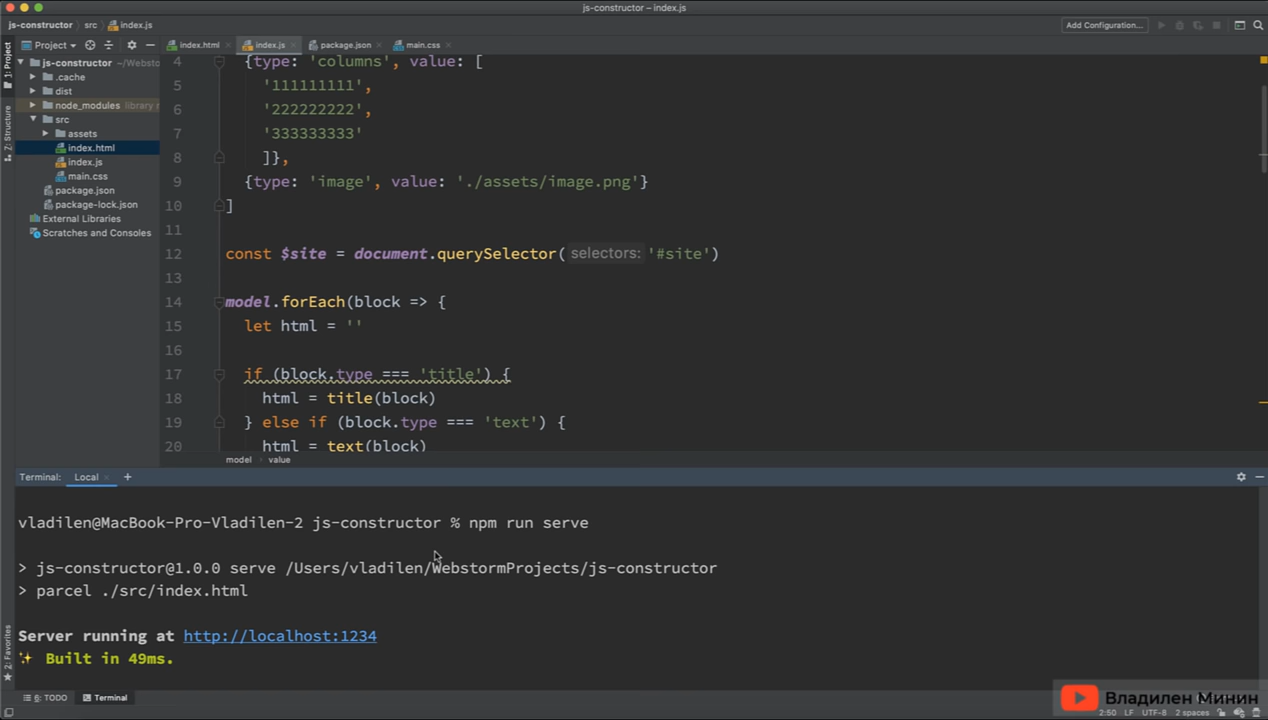 js-constructor – index.js
js-constructor src index.js
Add Configuration...
Project
index.html
index.js
package.json
main.css
1: Project
Z: Structure
2: Favorites
js-constructor ~/Websto
.cache
dist
node_modules library r
src
assets
index.html
index.js
main.css
package.json
package-lock.json
External Libraries
Scratches and Consoles
4 {type: 'columns', value: [
5 '111111111',
6 '222222222',
7 '333333333'
8 ]},
9 {type: 'image', value: './assets/image.png'}
10 ]
11
12 const $site = document.querySelector( selectors: '#site')
13
14 model.forEach(block => {
15 let html = ''
16
17 if (block.type === 'title') {
18 html = title(block)
19 } else if (block.type === 'text') {
20 html = text(block)
model › value
Terminal: Local +
vladilen@MacBook-Pro-Vladilen-2 js-constructor % npm run serve
> js-constructor@1.0.0 serve /Users/vladilen/WebstormProjects/js-constructor
> parcel ./src/index.html
Server running at http://localhost:1234
✨ Built in 49ms.
6: TODO
Terminal
Владилен Минин
2:50 LF UTF-8 2 spaces